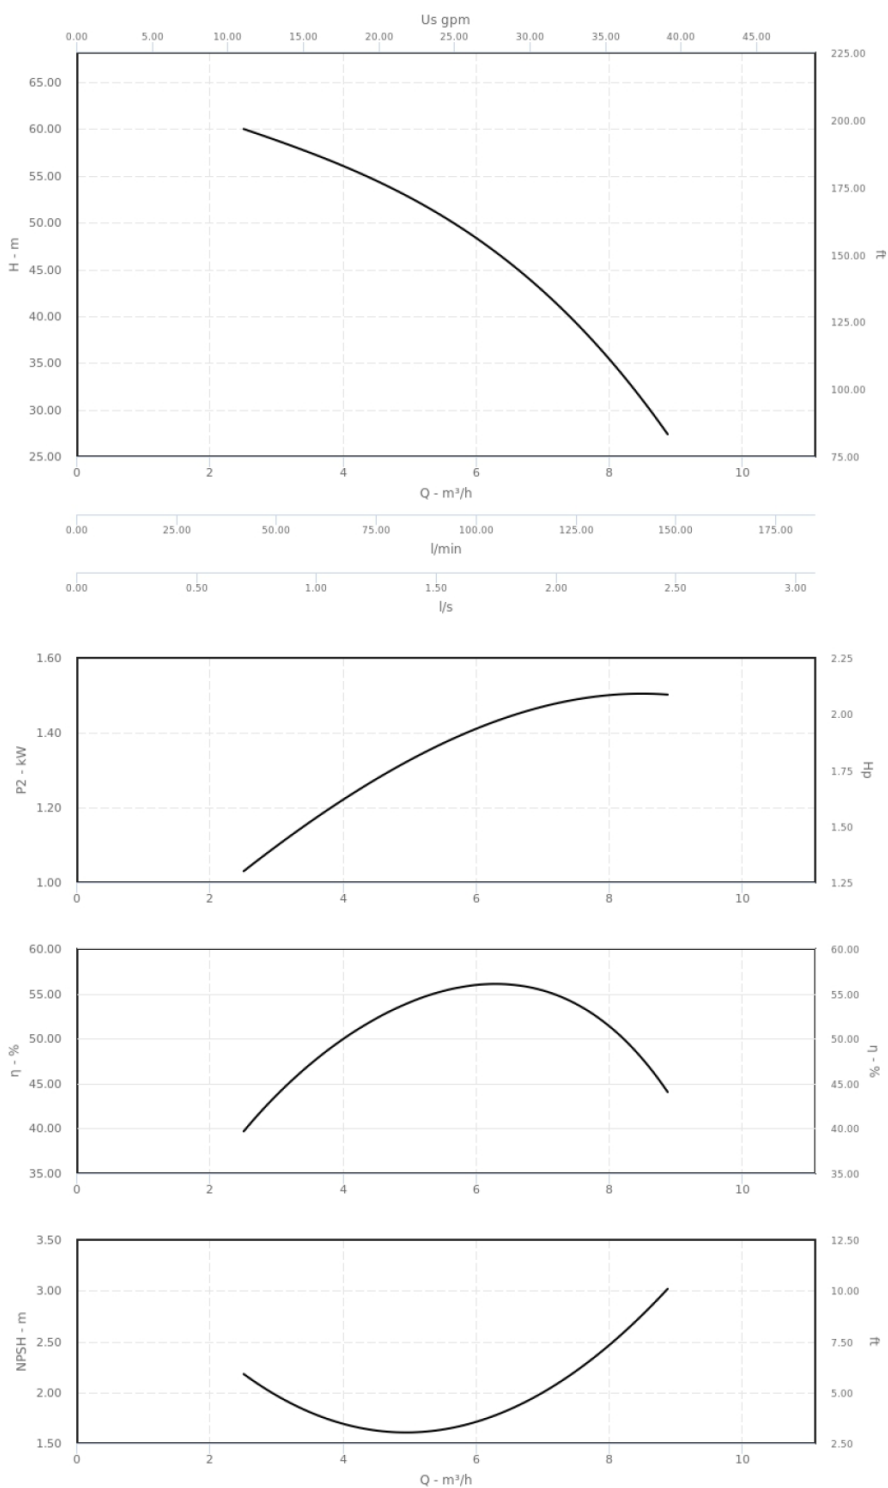 Us gpm
0.00 5.00 10.00 15.00 20.00 25.00 30.00 35.00 40.00 45.00
225.00
65.00
60.00
200.00
55.00
175.00
50.00
H - m
150.00
ft
45.00
40.00
125.00
35.00
100.00
30.00
25.00
75.00
0 2 4 6 8 10
Q - m³/h
0.00 25.00 50.00 75.00 100.00 125.00 150.00 175.00
l/min
0.00 0.50 1.00 1.50 2.00 2.50 3.00
l/s
1.60 2.25
2.00
1.40
P2 - kW
1.75
Hp
1.20
1.50
1.00 1.25
0 2 4 6 8 10
60.00 60.00
55.00 55.00
50.00 50.00
η - % η - %
45.00 45.00
40.00 40.00
35.00 35.00
0 2 4 6 8 10
3.50 12.50
3.00 10.00
NPSH - m
2.50 7.50
ft
2.00 5.00
1.50 2.50
0 2 4 6 8 10
Q - m³/h